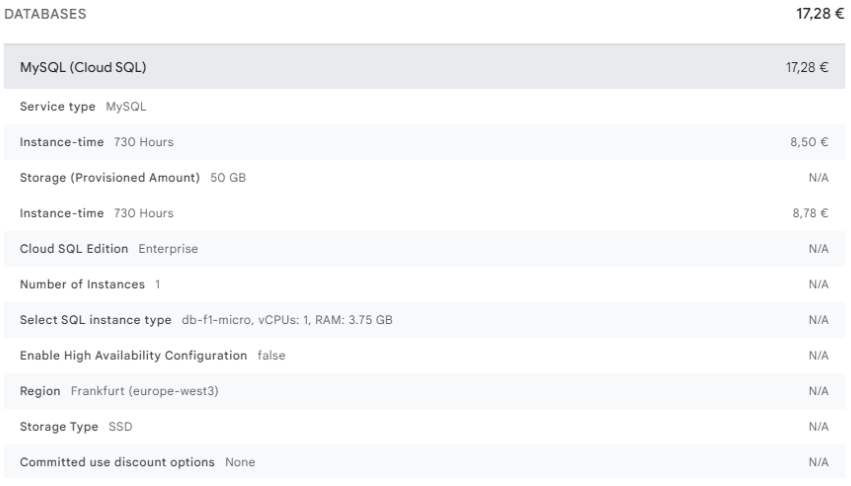 DATABASES 17,28 €
MySQL (Cloud SQL) 17,28 €
Service type MySQL
Instance-time 730 Hours 8,50 €
Storage (Provisioned Amount) 50 GB N/A
Instance-time 730 Hours 8,78 €
Cloud SQL Edition Enterprise N/A
Number of Instances 1 N/A
Select SQL instance type db-f1-micro, vCPUs: 1, RAM: 3.75 GB N/A
Enable High Availability Configuration false N/A
Region Frankfurt (europe-west3) N/A
Storage Type SSD N/A
Committed use discount options None N/A